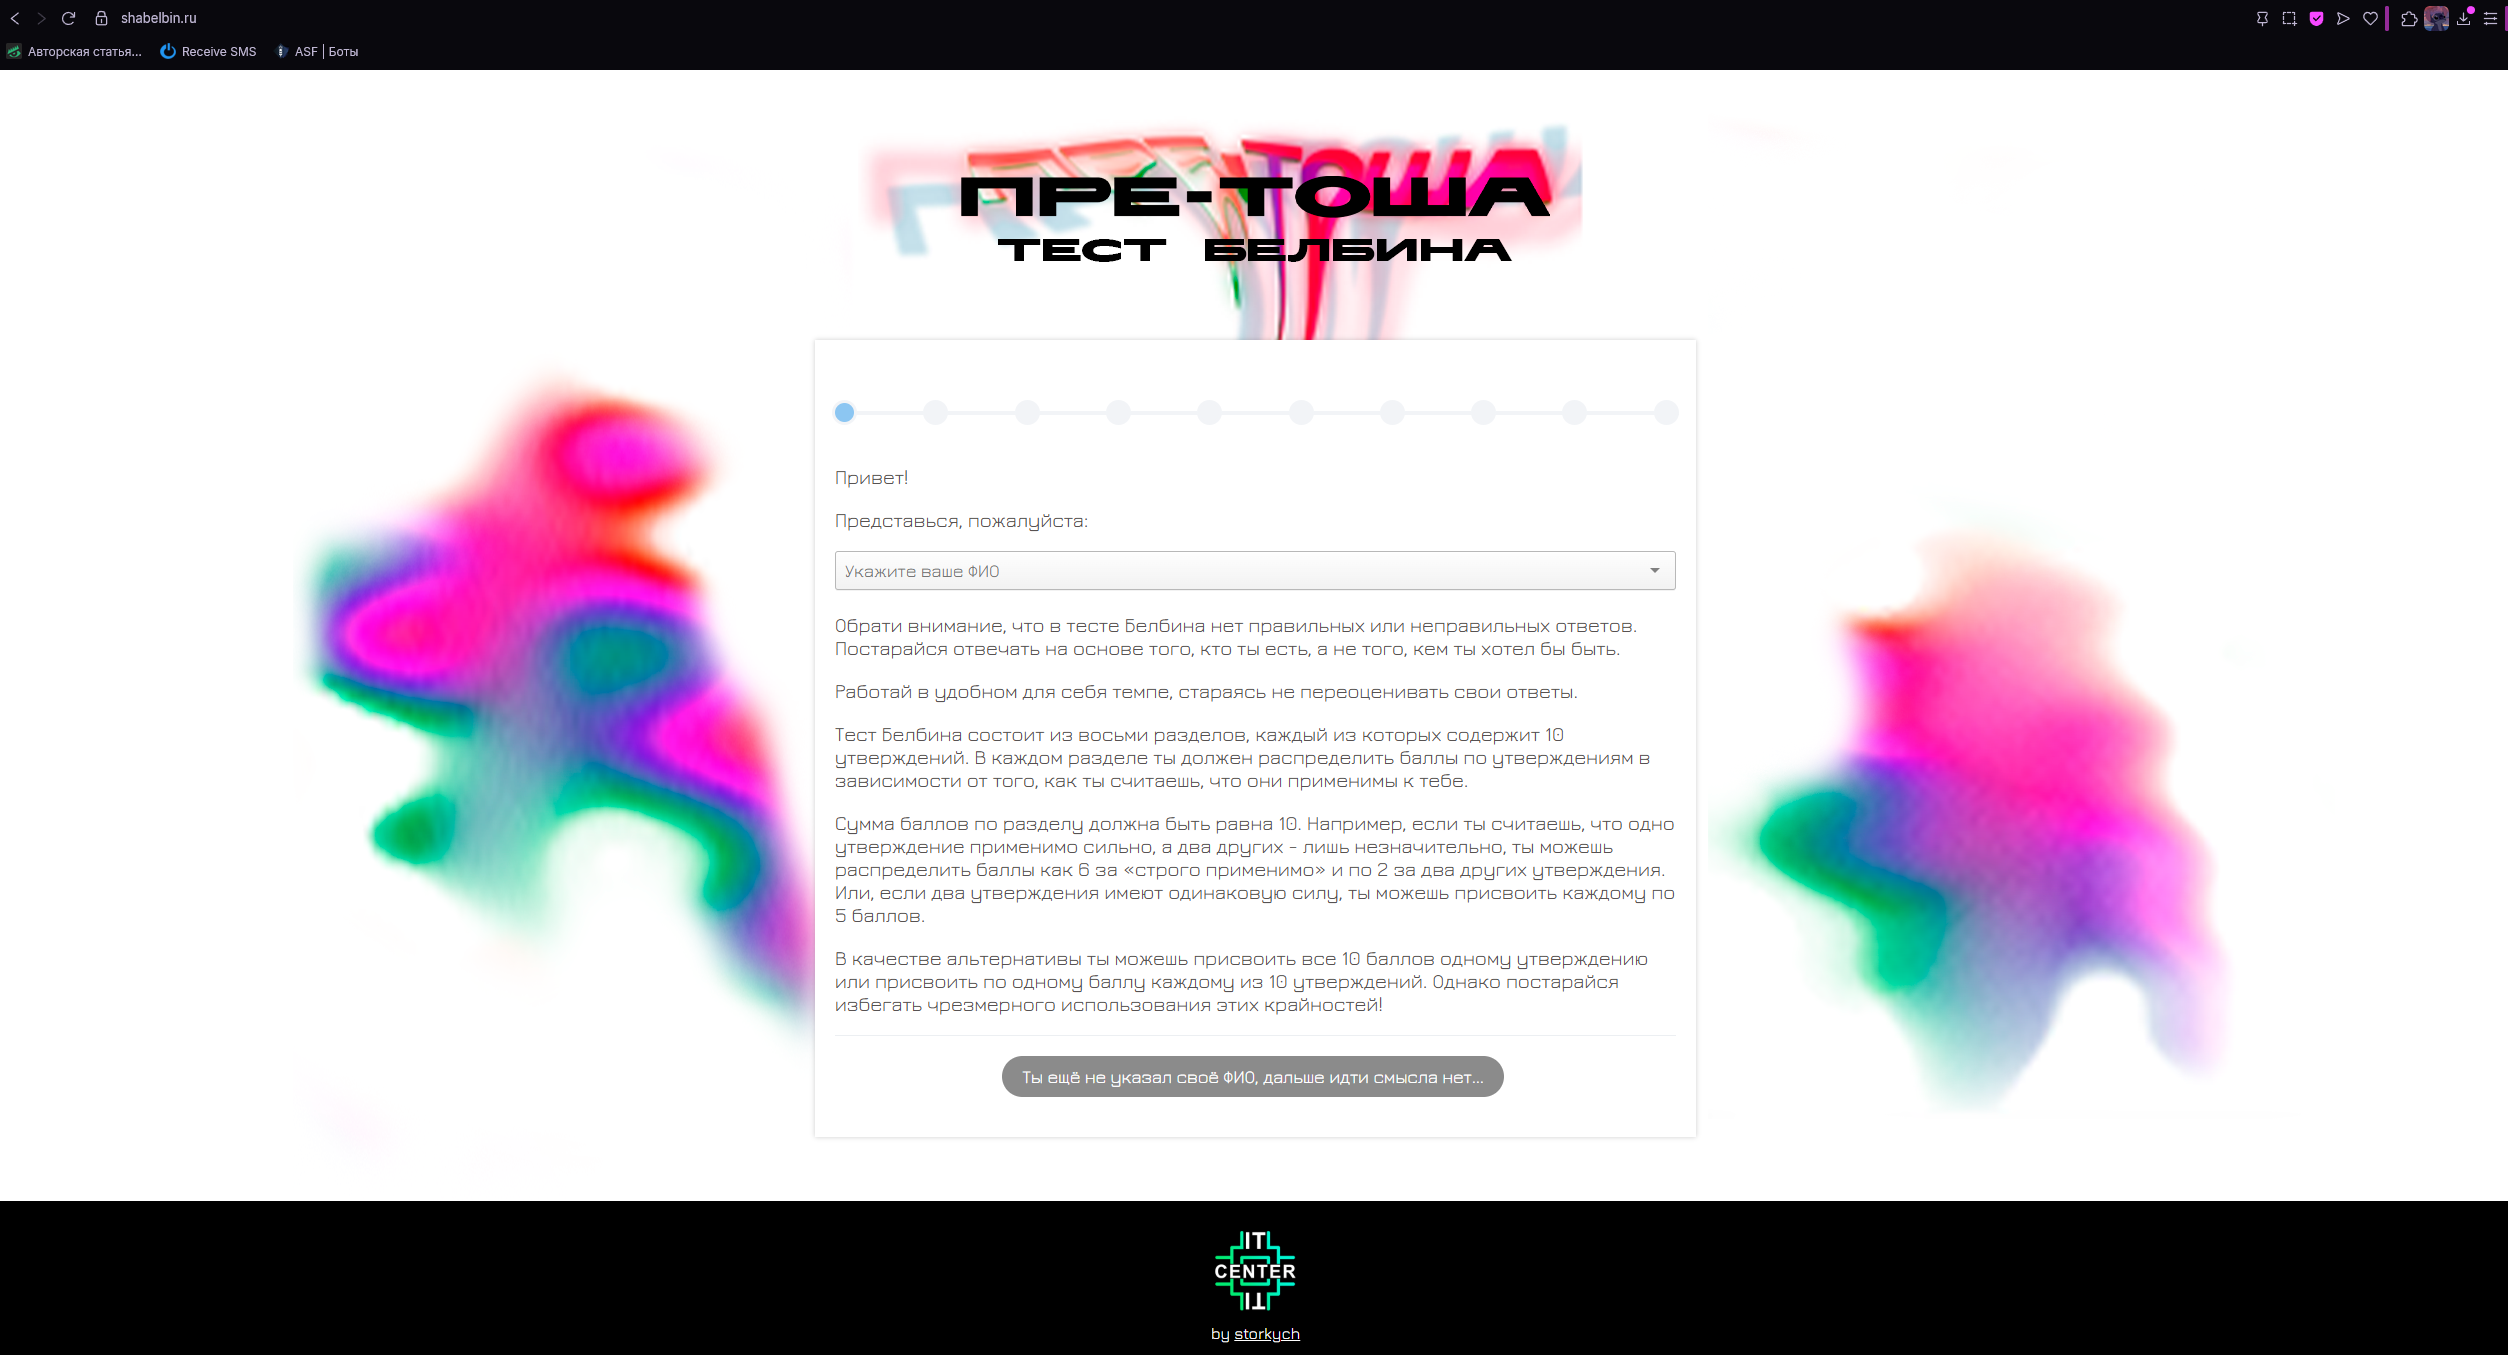 shabelbin.ru
Авторская статья...
Receive SMS
ASF | Боты
ПРЕ-ТОША
ТЕСТ БЕЛБИНА
Привет!
Представься, пожалуйста:
Укажите ваше ФИО
Обрати внимание, что в тесте Белбина нет правильных или неправильных ответов.
Постарайся отвечать на основе того, кто ты есть, а не того, кем ты хотел бы быть.
Работай в удобном для себя темпе, стараясь не переоценивать свои ответы.
Тест Белбина состоит из восьми разделов, каждый из которых содержит 10
утверждений. В каждом разделе ты должен распределить баллы по утверждениям в
зависимости от того, как ты считаешь, что они применимы к тебе.
Сумма баллов по разделу должна быть равна 10. Например, если ты считаешь, что одно
утверждение применимо сильно, а два других - лишь незначительно, ты можешь
распределить баллы как 6 за «строго применимо» и по 2 за два других утверждения.
Или, если два утверждения имеют одинаковую силу, ты можешь присвоить каждому по
5 баллов.
В качестве альтернативы ты можешь присвоить все 10 баллов одному утверждению
или присвоить по одному баллу каждому из 10 утверждений. Однако постарайся
избегать чрезмерного использования этих крайностей!
Ты ещё не указал своё ФИО, дальше идти смысла нет...
IT
CENTER
IT
by storkych